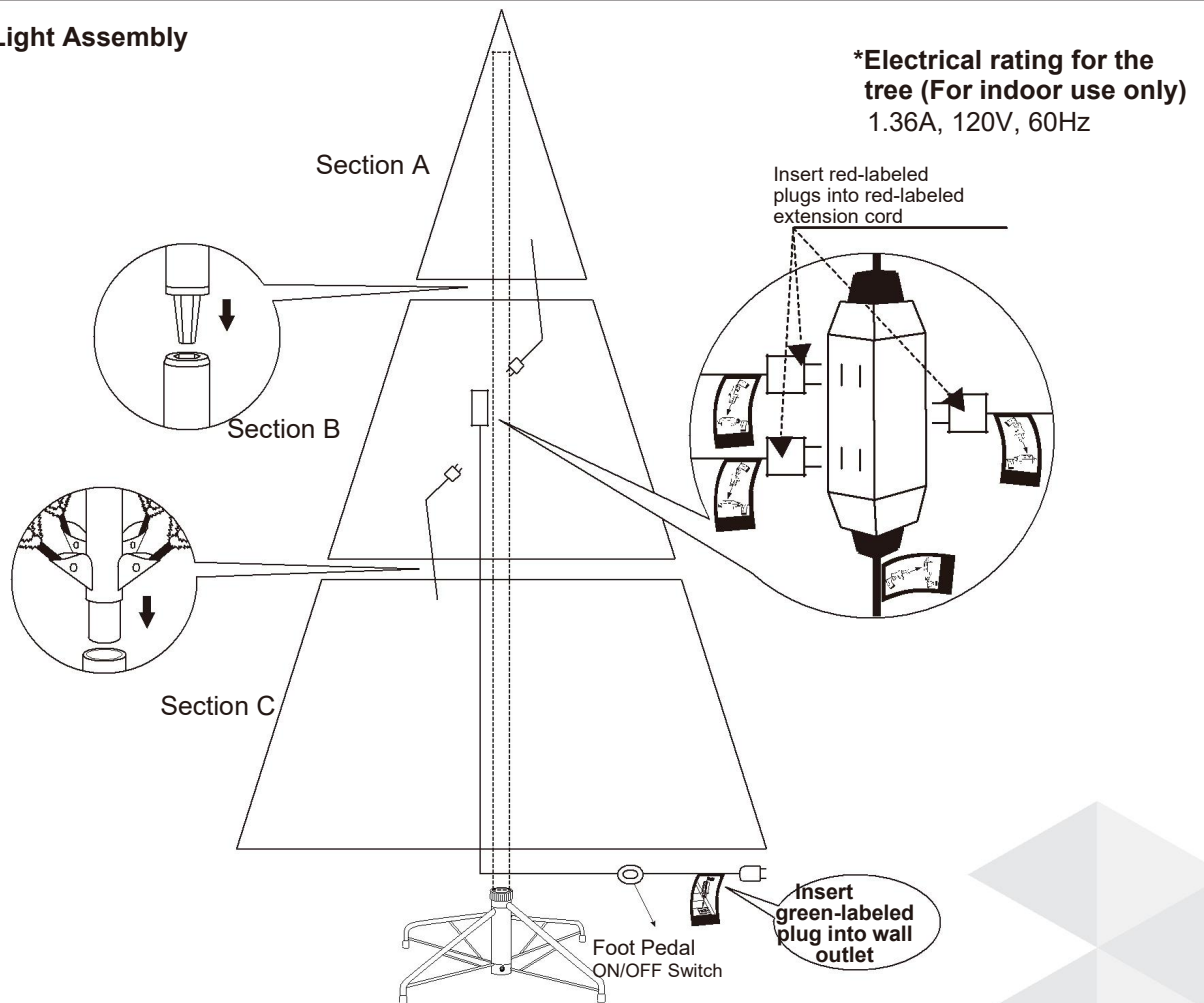 Light Assembly
*Electrical rating for the
tree (For indoor use only)
1.36A, 120V, 60Hz
Section A
Insert red-labeled
plugs into red-labeled
extension cord
Section B
Section C
Insert
green-labeled
plug into wall
outlet
Foot Pedal
ON/OFF Switch